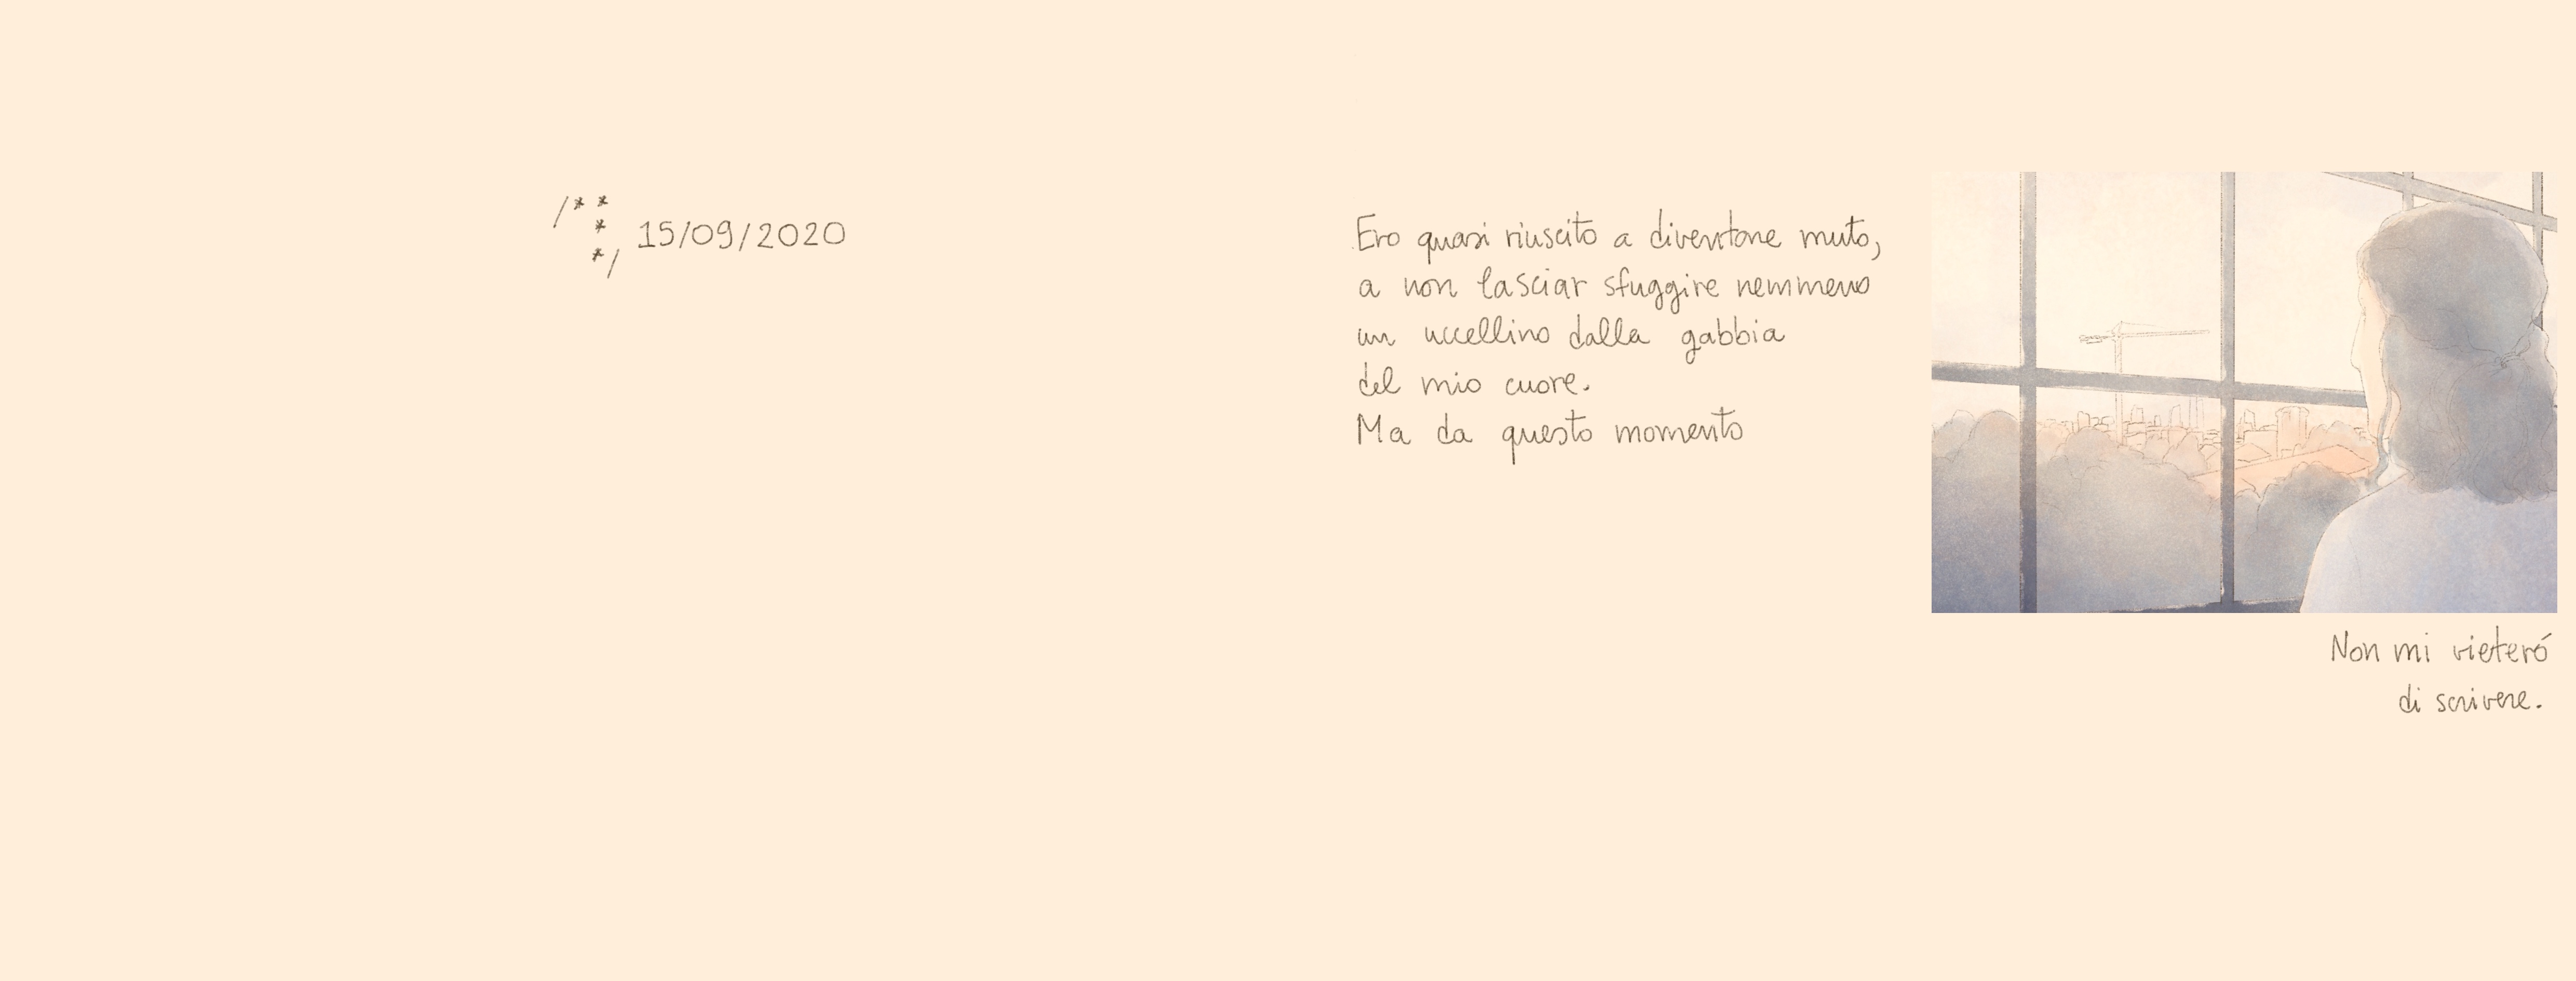 /**
*
*/
15/09/2020
Ero quasi riuscito a diventare muto,
a non lasciar sfuggire nemmeno
un uccellino dalla gabbia
del mio cuore.
Ma da questo momento
Non mi vieteró
di scrivere.